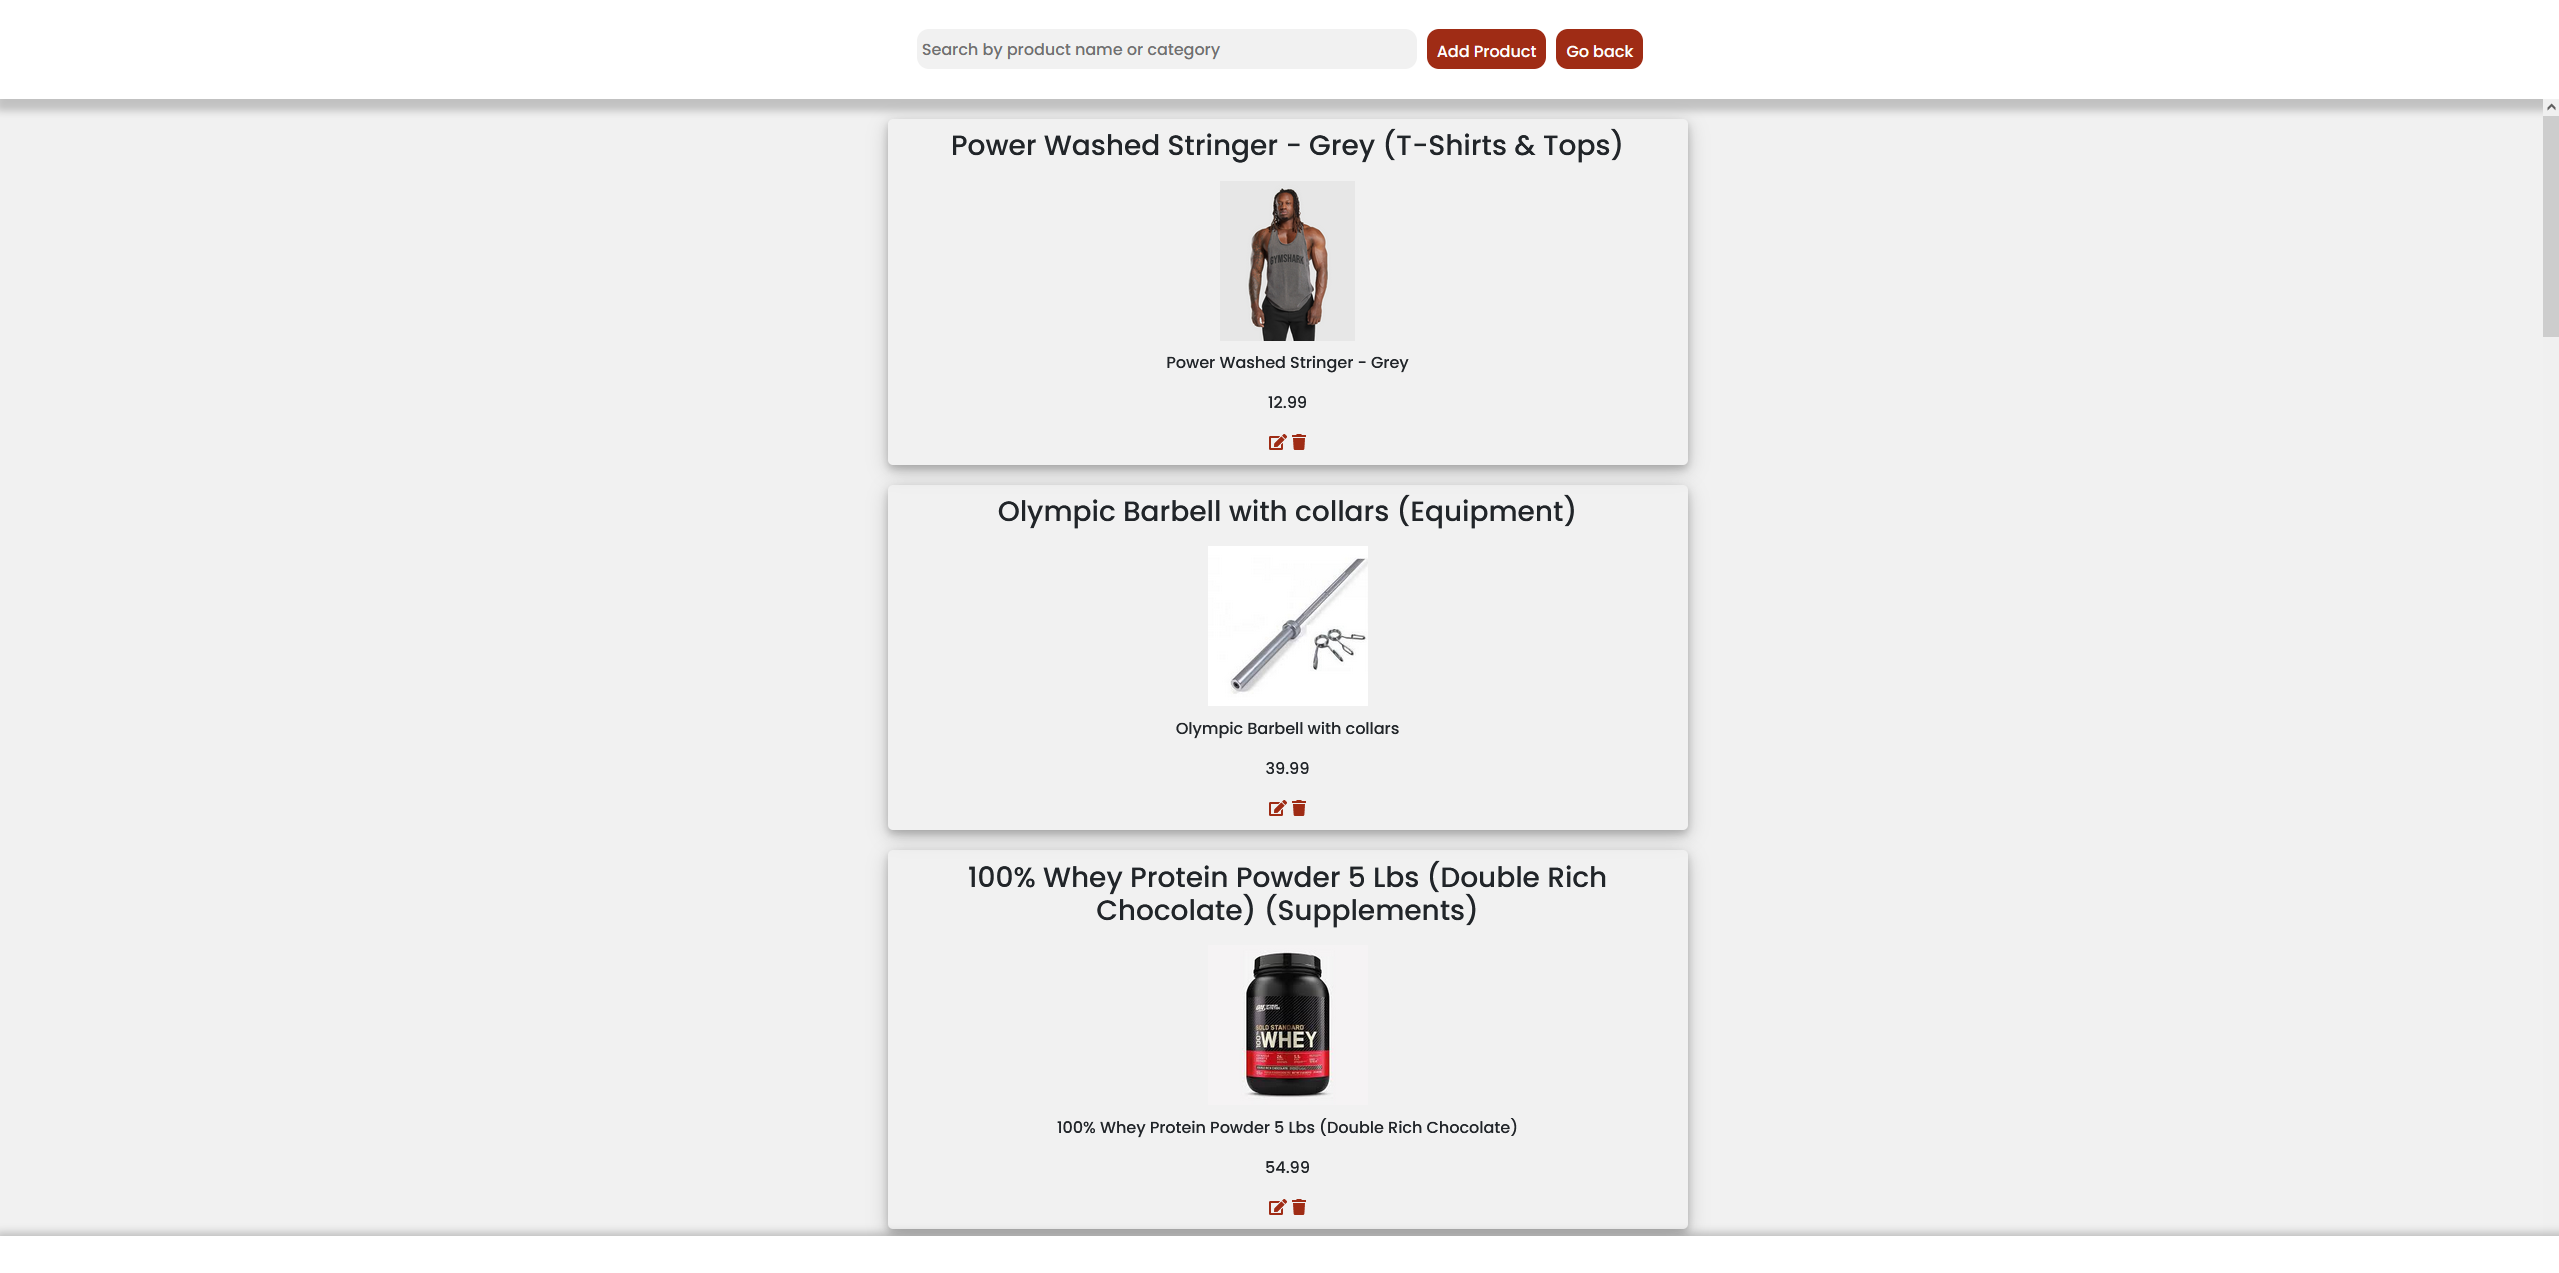 Search by product name or category
Add Product
Go back
Power Washed Stringer - Grey (T-Shirts & Tops)
GYMSHARK
Power Washed Stringer - Grey
12.99
Olympic Barbell with collars (Equipment)
Olympic Barbell with collars
39.99
100% Whey Protein Powder 5 Lbs (Double Rich
Chocolate) (Supplements)
GOLD STANDARD
100% WHEY
100% Whey Protein Powder 5 Lbs (Double Rich Chocolate)
54.99